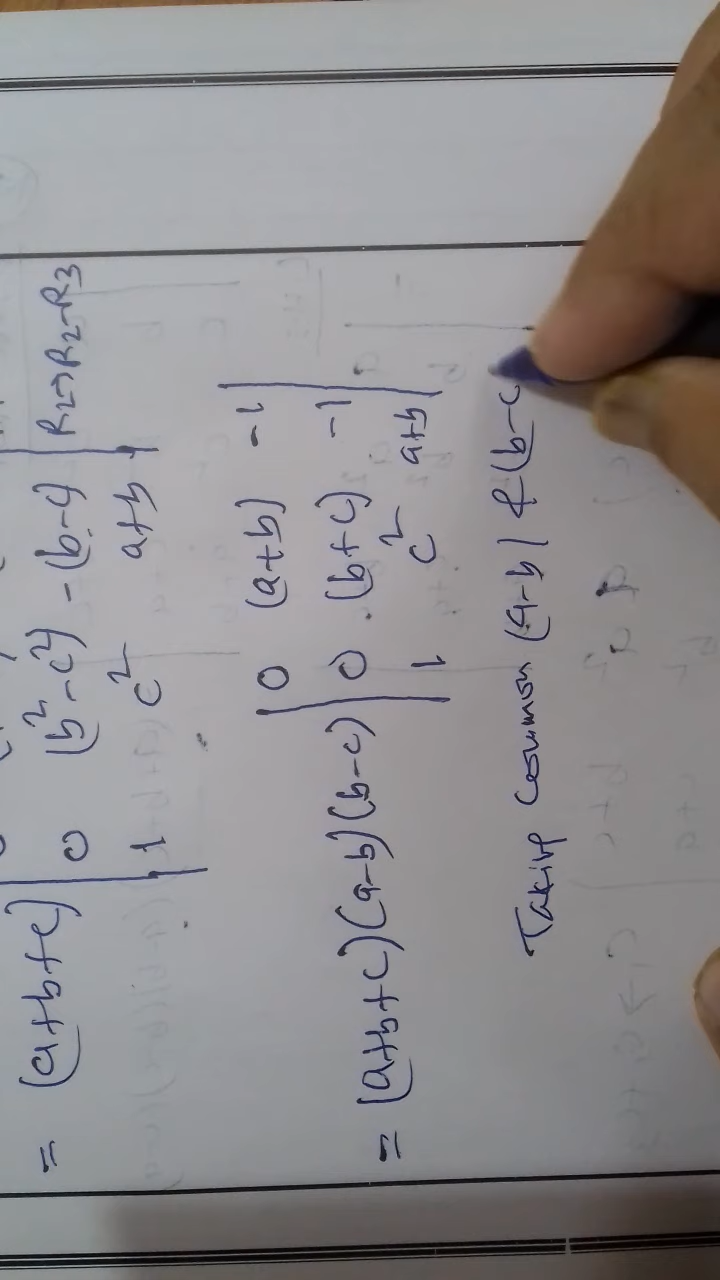 = (a+b+c) | 0 (b²-c²) -(b-c) | R₂→R₂-R₃
1 c² a+b
0 (a+b) -1
= (a+b+c)(a-b)(b-c) | 0 (b+c) -1 |
1 c² a+b
Taking Common (a-b) & (b-c